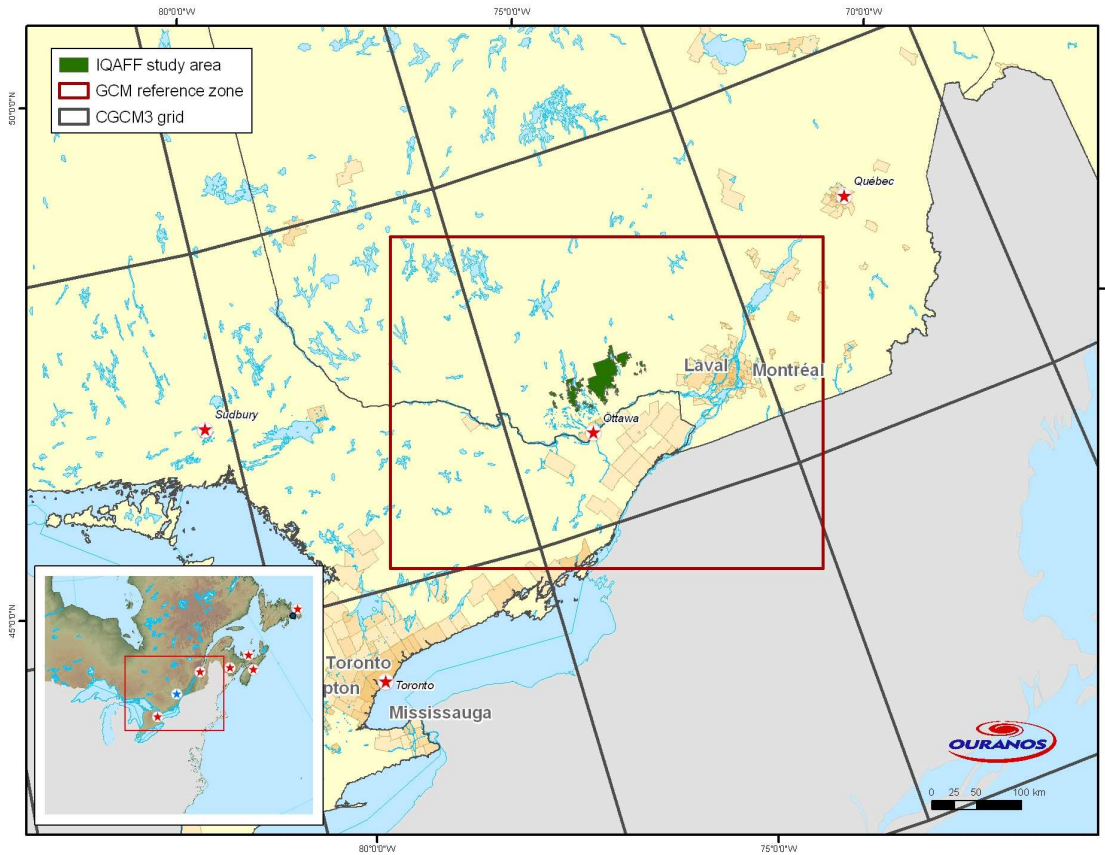 80°0'0"W
75°0'0"W
70°0'0"W
IQAFF study area
GCM reference zone
CGCM3 grid
50°0'0"N
Québec
Laval
Montréal
Sudbury
Ottawa
45°0'0"N
Toronto
Toronto
pton
Mississauga
OURANOS
0 25 50 100 km
80°0'0"W
75°0'0"W